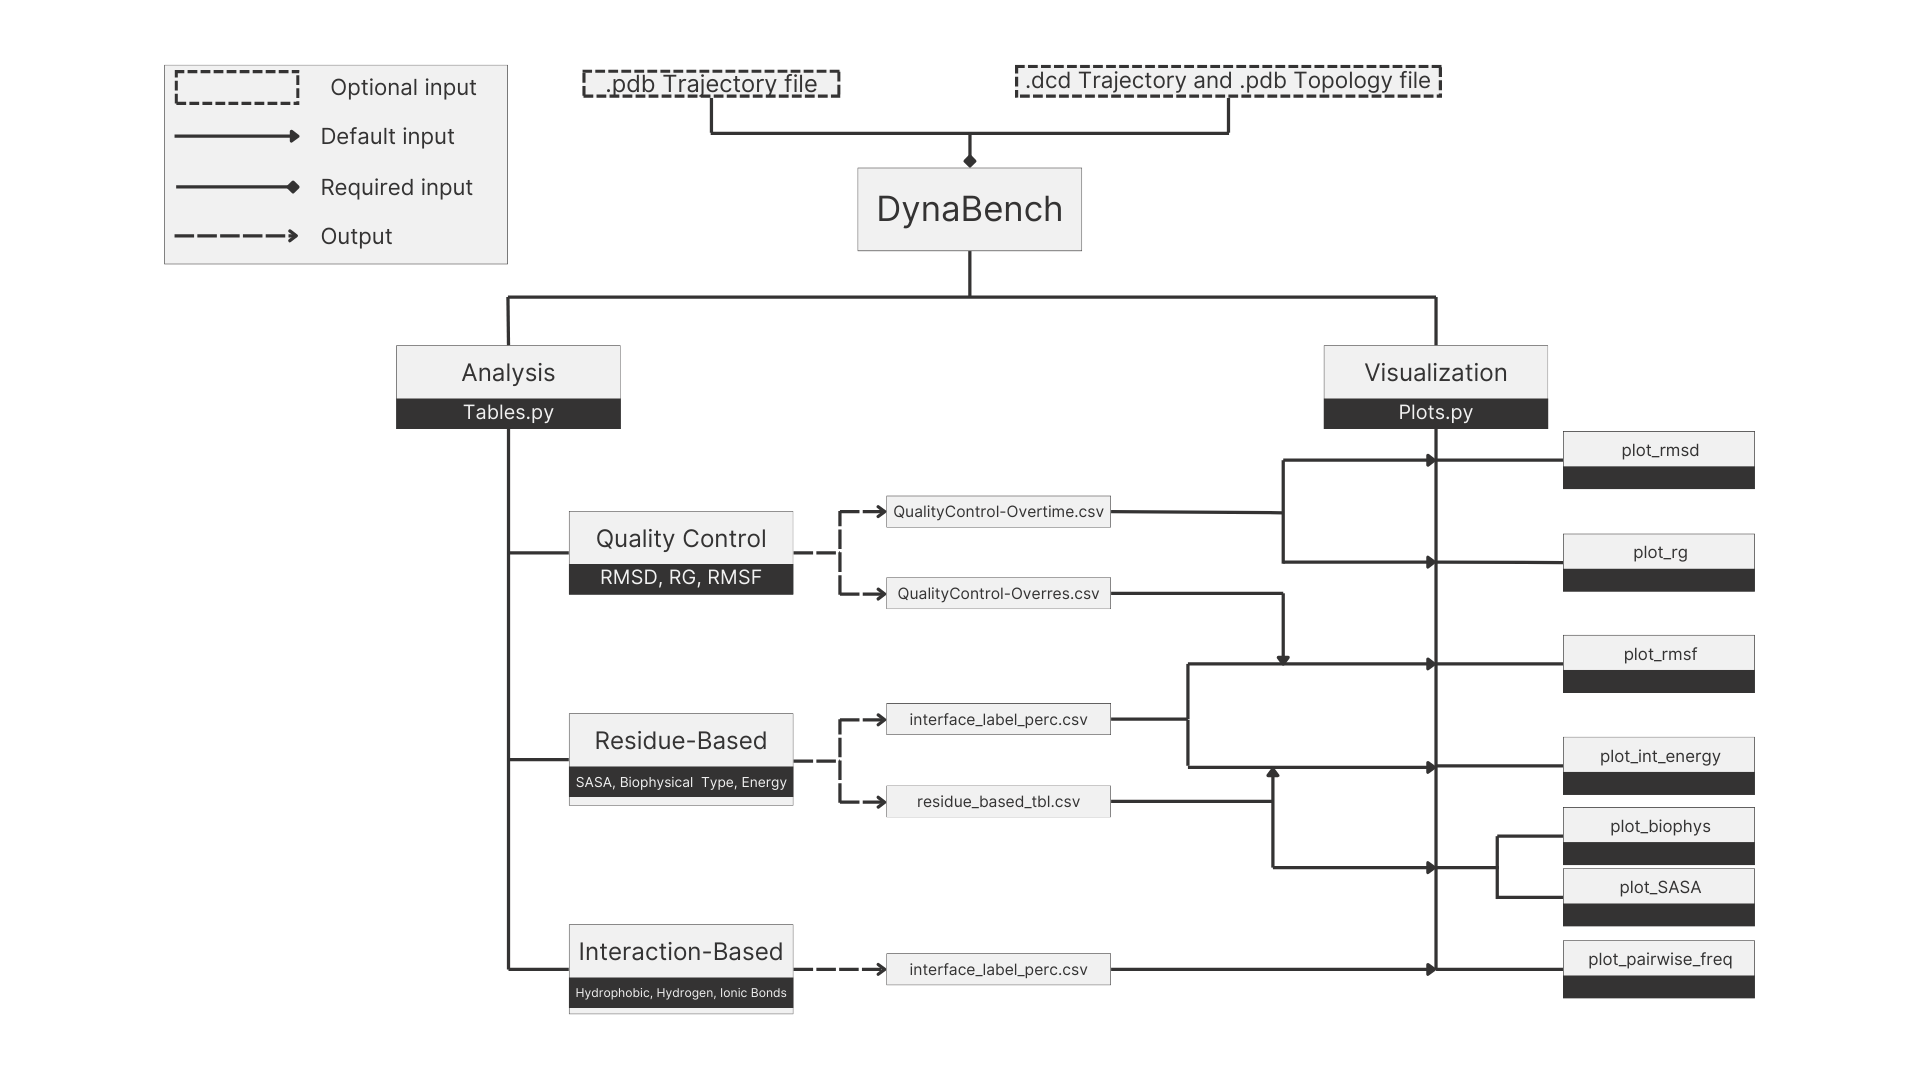 Optional input
Default input
Required input
Output
.pdb Trajectory file
.dcd Trajectory and .pdb Topology file
DynaBench
Analysis
Tables.py
Visualization
Plots.py
Quality Control
RMSD, RG, RMSF
QualityControl-Overtime.csv
QualityControl-Overres.csv
Residue-Based
SASA, Biophysical Type, Energy
interface_label_perc.csv
residue_based_tbl.csv
Interaction-Based
Hydrophobic, Hydrogen, Ionic Bonds
interface_label_perc.csv
plot_rmsd
plot_rg
plot_rmsf
plot_int_energy
plot_biophys
plot_SASA
plot_pairwise_freq